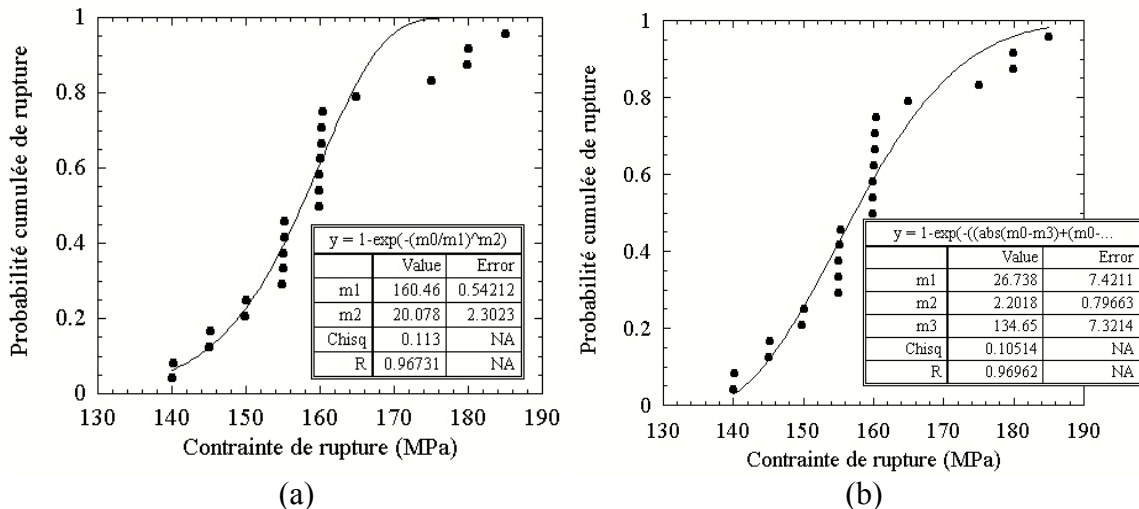 1
0.8
0.6
0.4
0.2
0
Probabilité cumulée de rupture
130 140 150 160 170 180 190
Contrainte de rupture (MPa)
y = 1-exp(-(m0/m1)^m2)
Value Error
m1 160.46 0.54212
m2 20.078 2.3023
Chisq 0.113 NA
R 0.96731 NA
(a)
1
0.8
0.6
0.4
0.2
0
Probabilité cumulée de rupture
130 140 150 160 170 180 190
Contrainte de rupture (MPa)
y = 1-exp(-((abs(m0-m3)+(m0-...
Value Error
m1 26.738 7.4211
m2 2.2018 0.79663
m3 134.65 7.3214
Chisq 0.10514 NA
R 0.96962 NA
(b)